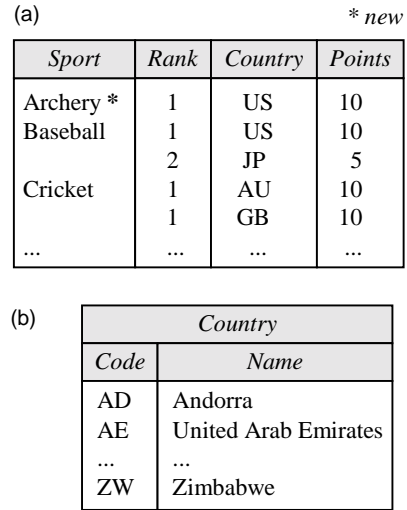 (a) * new
Sport Rank Country Points
Archery * 1 US 10
Baseball 1 US 10
2 JP 5
Cricket 1 AU 10
1 GB 10
... ... ... ...
(b)
Country
Code Name
AD Andorra
AE United Arab Emirates
... ...
ZW Zimbabwe